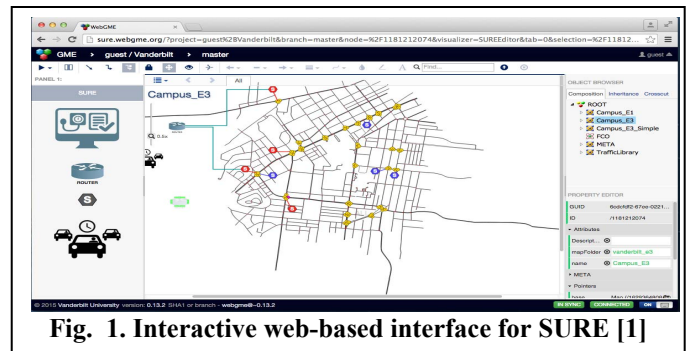 WebGME
sure.webgme.org/?project=guest%2BVanderbilt&branch=master&node=%2F1181212074&visualizer=SUREEditor&tab=0&selection=%2F11812...
GME > guest / Vanderbilt > master
guest
Find...
PANEL 1:
SURE
ROUTER
S
All
Campus_E3
0.5x
OBJECT BROWSER
Composition Inheritance Crosscut
ROOT
Campus_E1
Campus_E3
Campus_E3_Simple
FCO
META
TrafficLibrary
PROPERTY EDITOR
GUID
ID /1181212074
Attributes
Descript...
mapFolder vanderbilt_e3
name Campus_E3
META
Pointers
© 2015 Vanderbilt University version: 0.13.2 SHA1 or branch - webgme@~0.13.2
IN SYNC CONNECTED ON
Fig. 1. Interactive web-based interface for SURE [1]